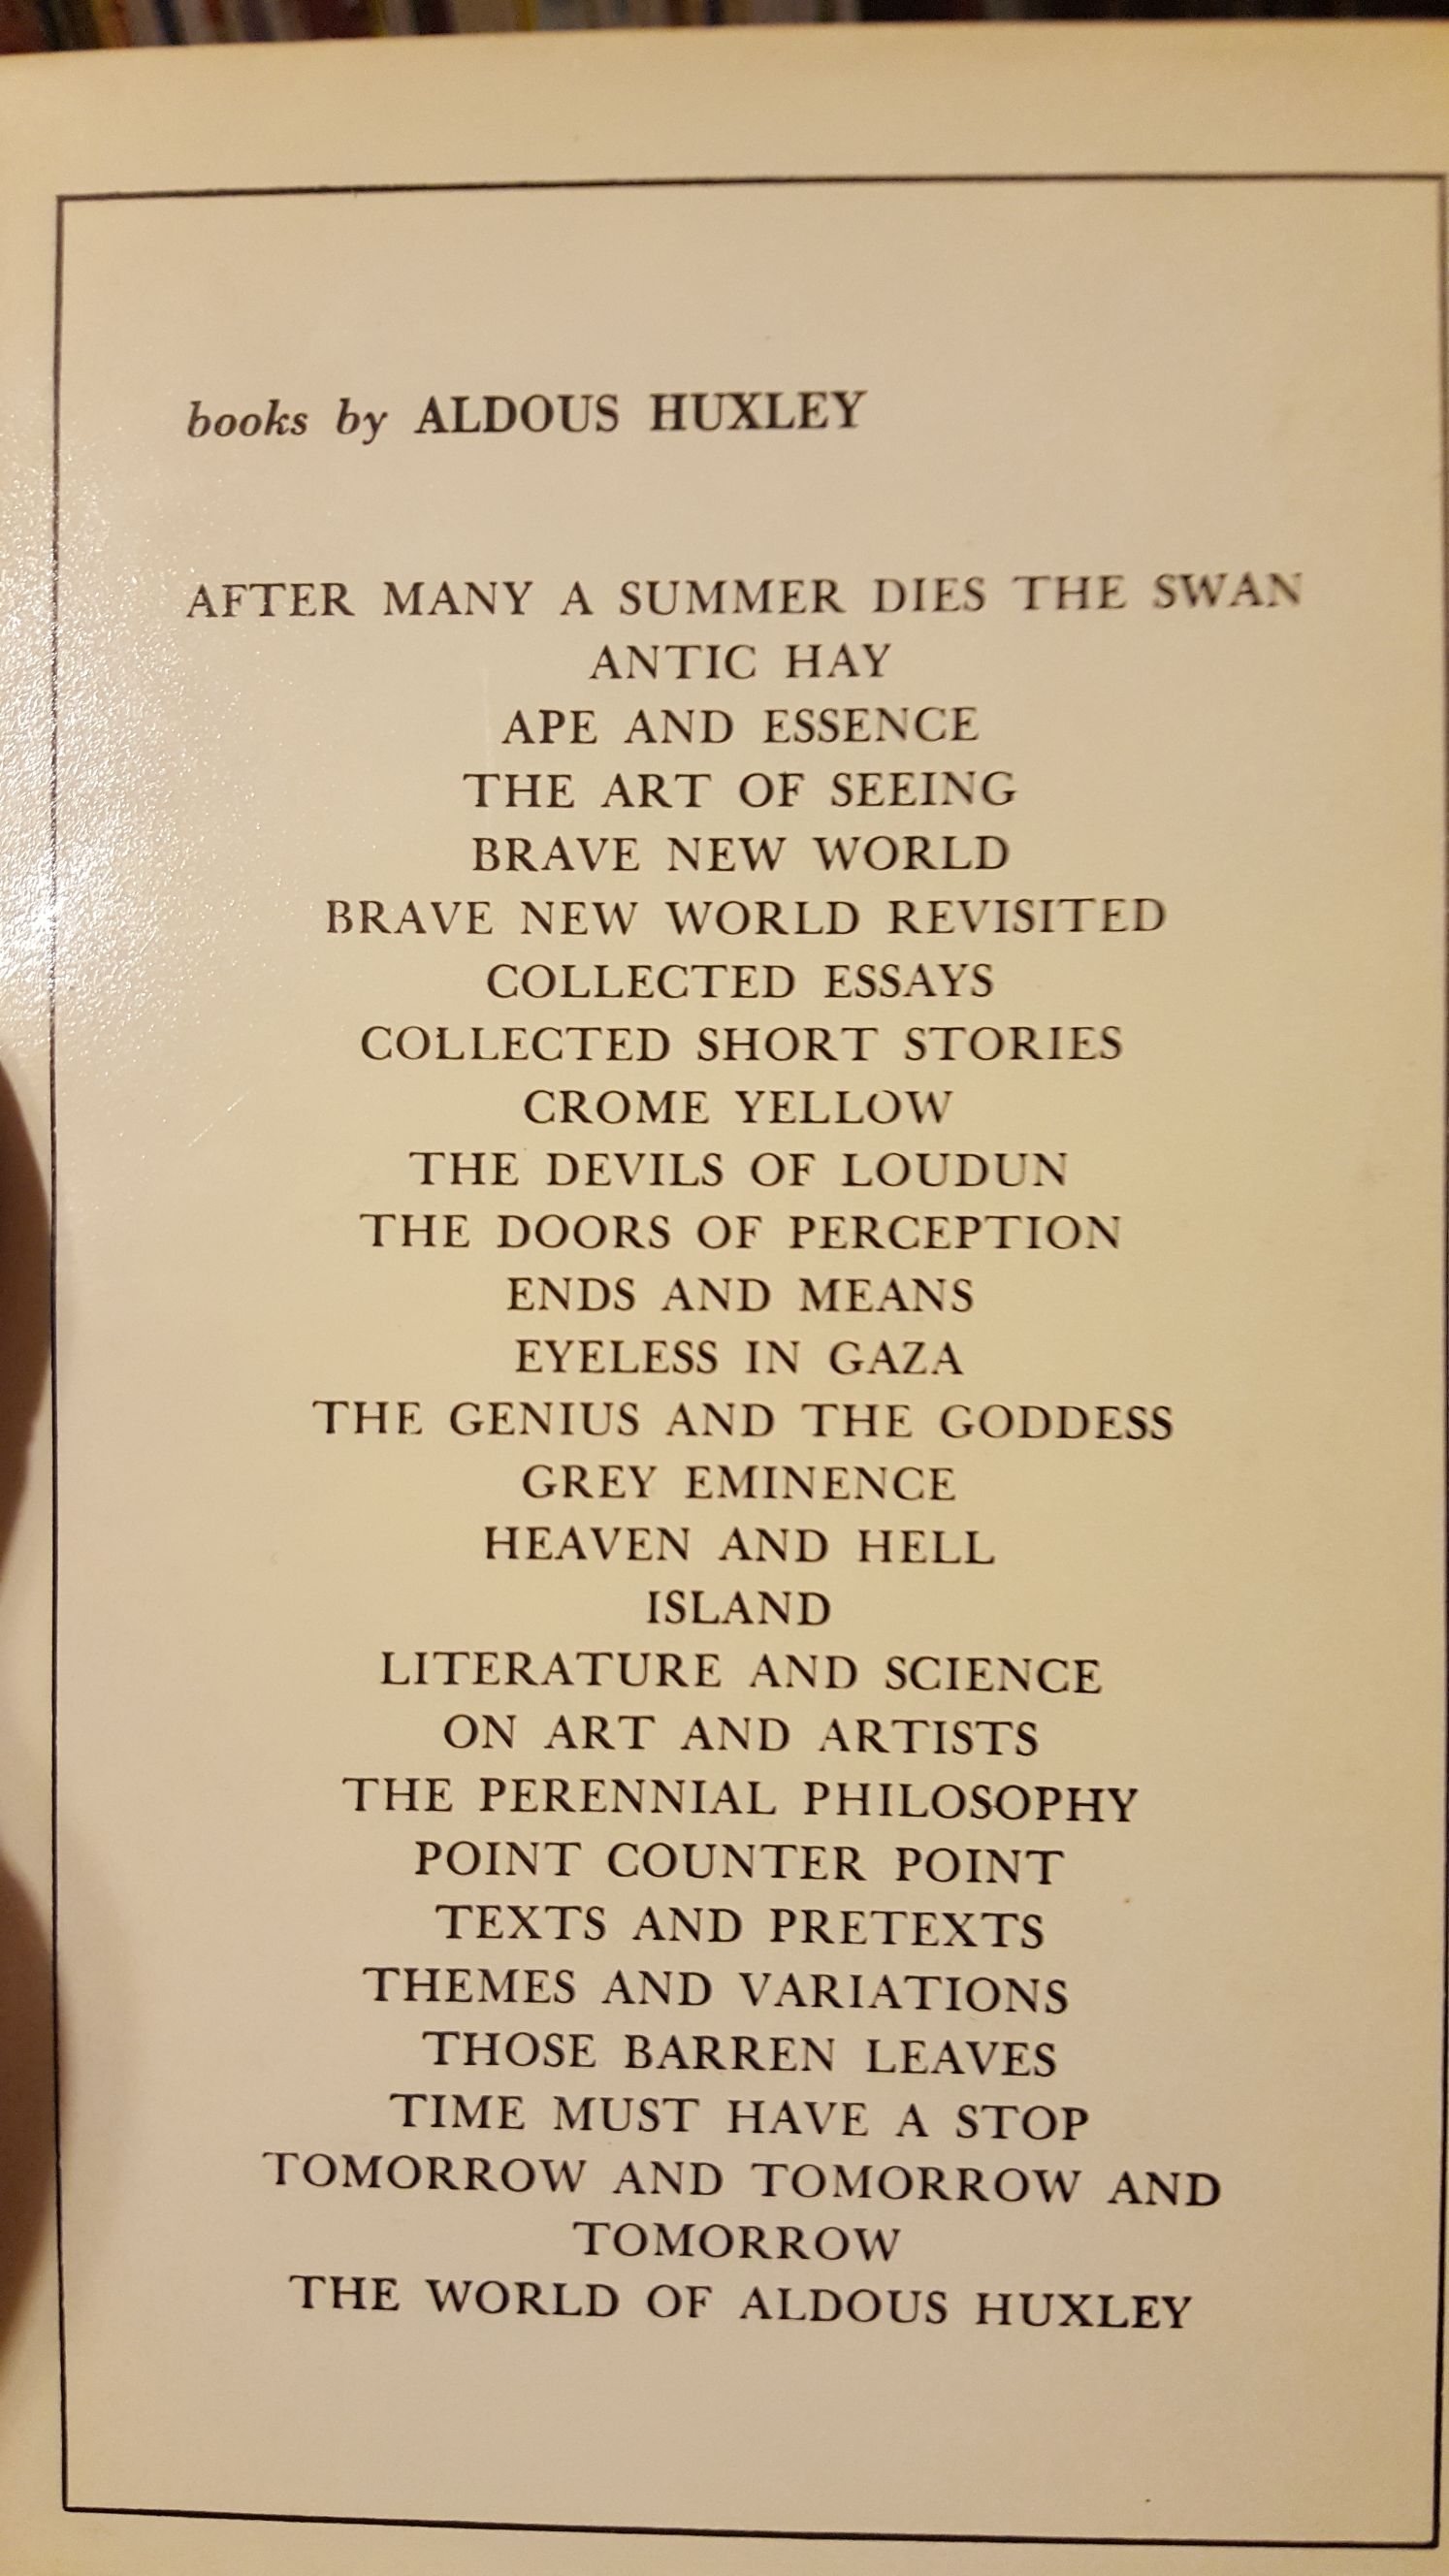 books by ALDOUS HUXLEY
AFTER MANY A SUMMER DIES THE SWAN
ANTIC HAY
APE AND ESSENCE
THE ART OF SEEING
BRAVE NEW WORLD
BRAVE NEW WORLD REVISITED
COLLECTED ESSAYS
COLLECTED SHORT STORIES
CROME YELLOW
THE DEVILS OF LOUDUN
THE DOORS OF PERCEPTION
ENDS AND MEANS
EYELESS IN GAZA
THE GENIUS AND THE GODDESS
GREY EMINENCE
HEAVEN AND HELL
ISLAND
LITERATURE AND SCIENCE
ON ART AND ARTISTS
THE PERENNIAL PHILOSOPHY
POINT COUNTER POINT
TEXTS AND PRETEXTS
THEMES AND VARIATIONS
THOSE BARREN LEAVES
TIME MUST HAVE A STOP
TOMORROW AND TOMORROW AND
TOMORROW
THE WORLD OF ALDOUS HUXLEY